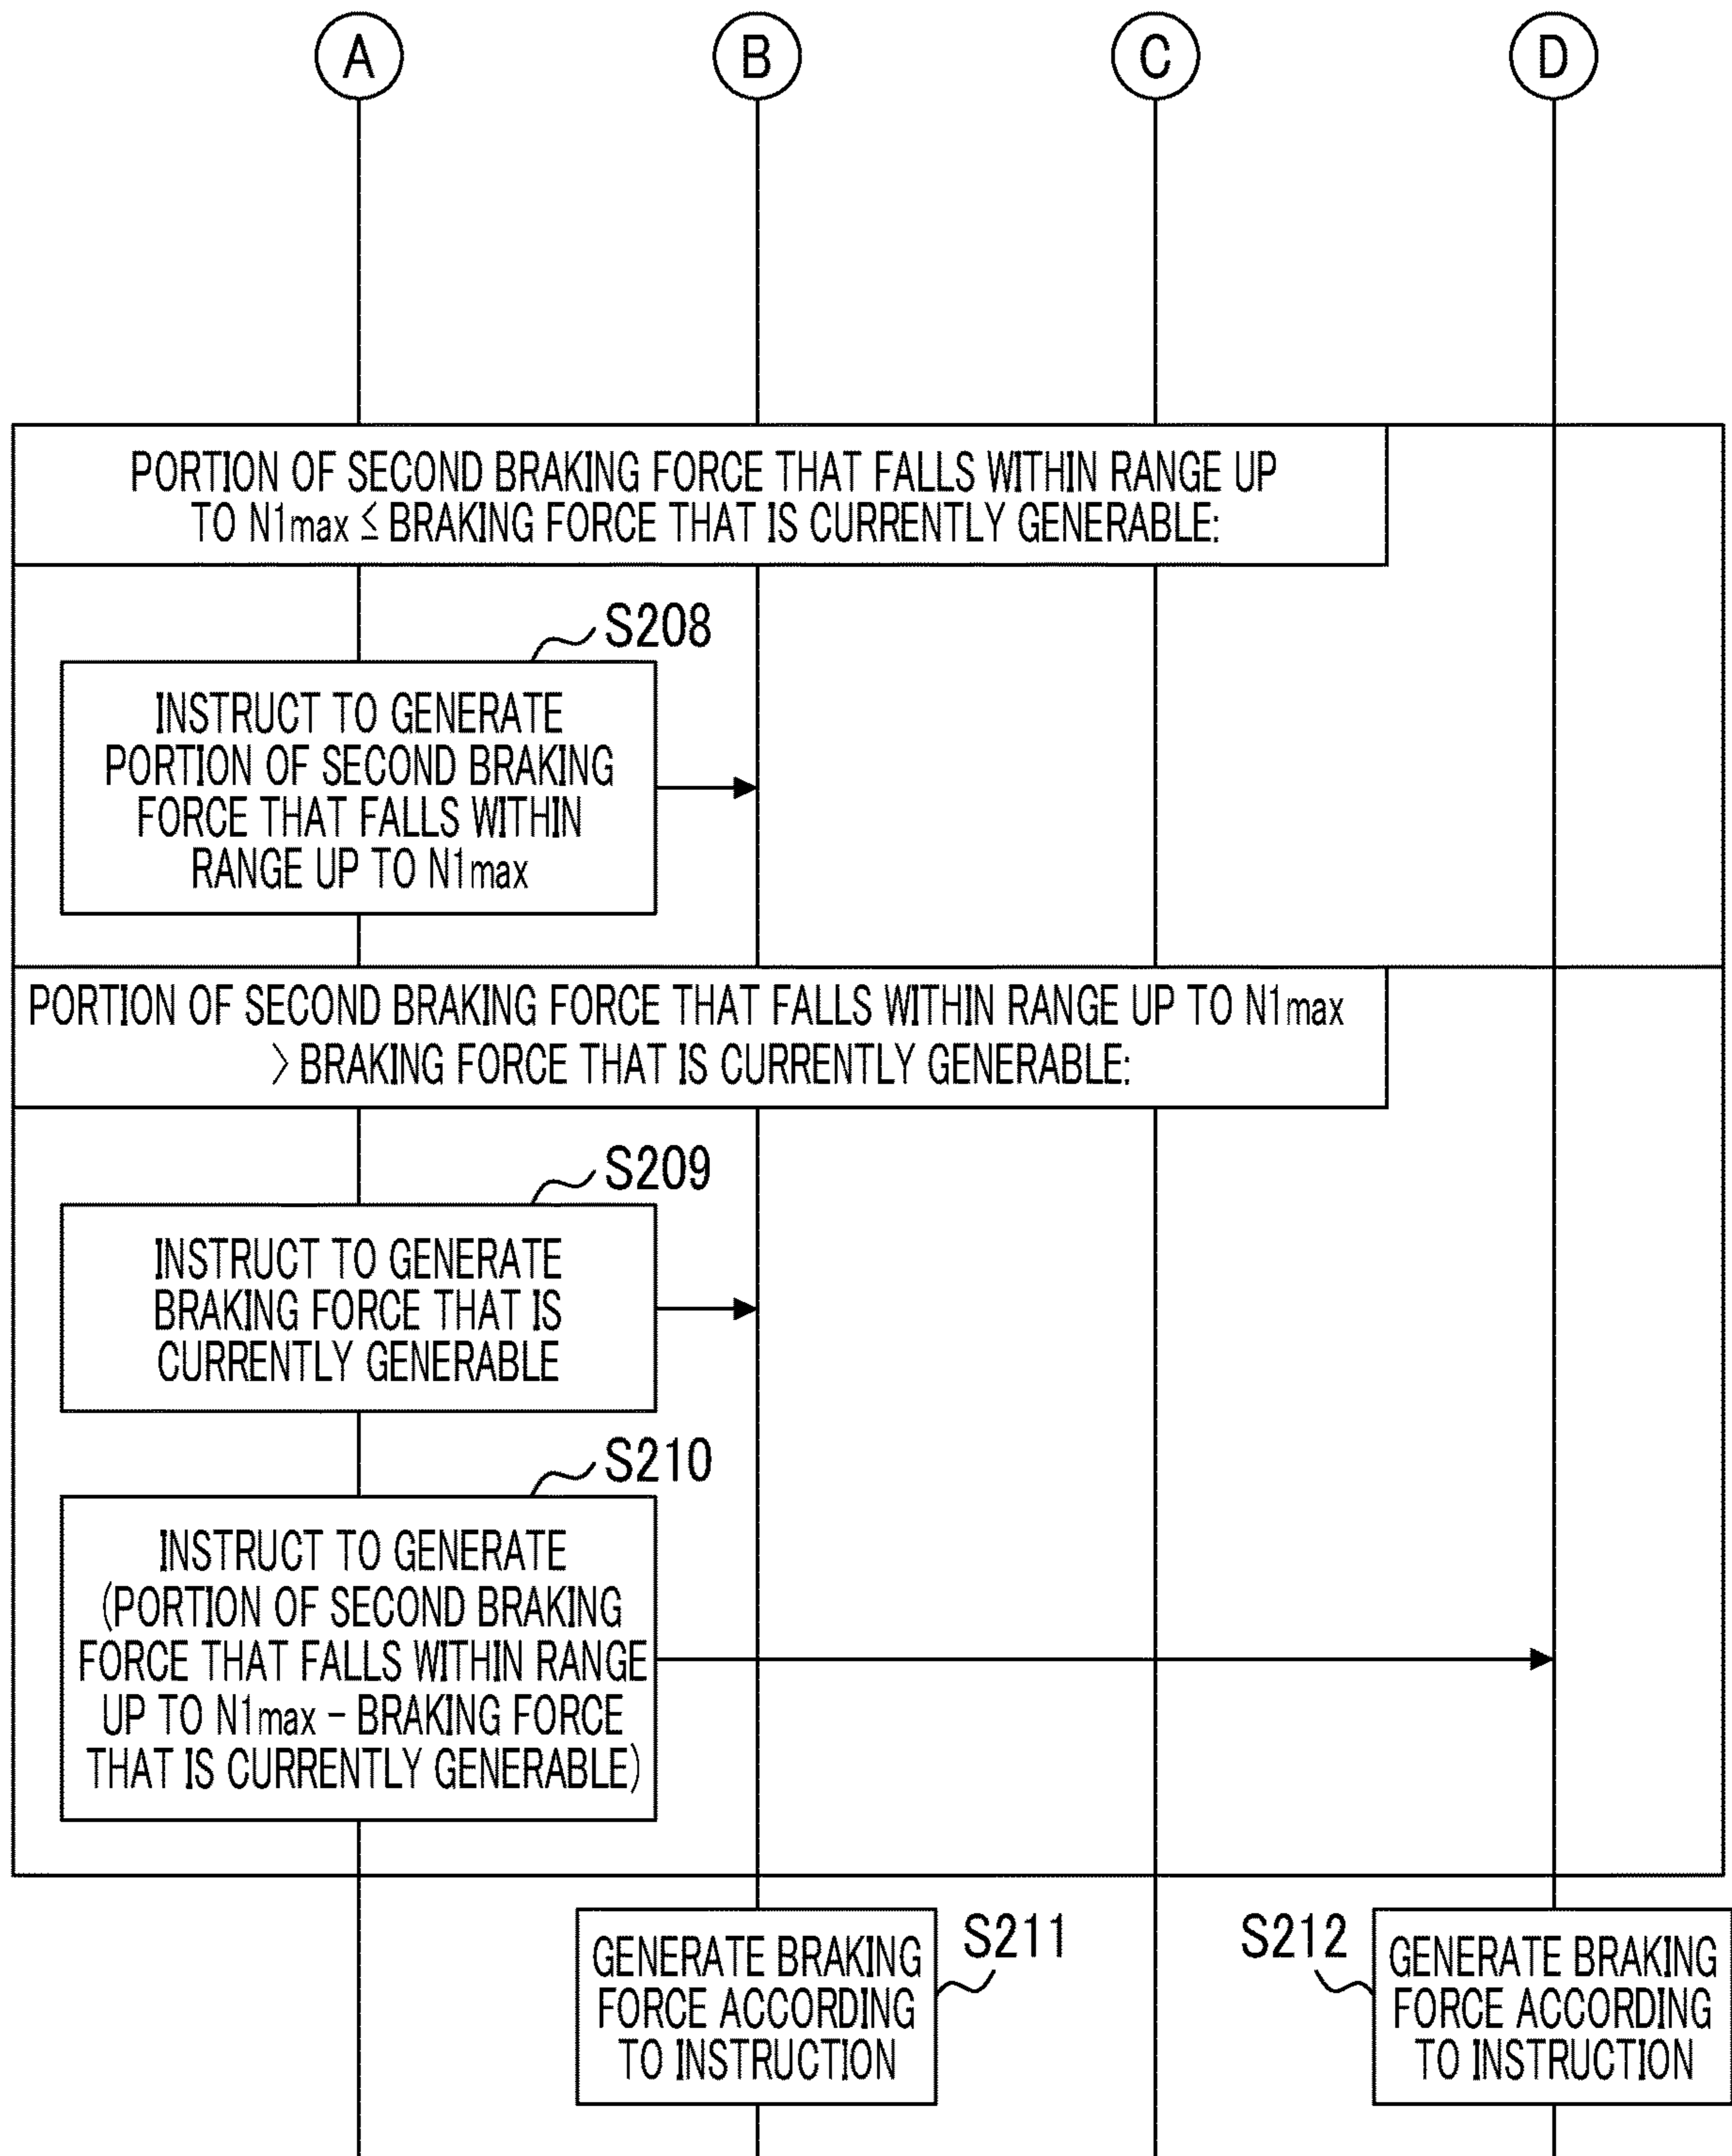 A
B
C
D
PORTION OF SECOND BRAKING FORCE THAT FALLS WITHIN RANGE UP
TO N1max ≤ BRAKING FORCE THAT IS CURRENTLY GENERABLE:
S208
INSTRUCT TO GENERATE
PORTION OF SECOND BRAKING
FORCE THAT FALLS WITHIN
RANGE UP TO N1max
PORTION OF SECOND BRAKING FORCE THAT FALLS WITHIN RANGE UP TO N1max
> BRAKING FORCE THAT IS CURRENTLY GENERABLE:
S209
INSTRUCT TO GENERATE
BRAKING FORCE THAT IS
CURRENTLY GENERABLE
S210
INSTRUCT TO GENERATE
(PORTION OF SECOND BRAKING
FORCE THAT FALLS WITHIN RANGE
UP TO N1max - BRAKING FORCE
THAT IS CURRENTLY GENERABLE)
S211
GENERATE BRAKING
FORCE ACCORDING
TO INSTRUCTION
S212
GENERATE BRAKING
FORCE ACCORDING
TO INSTRUCTION